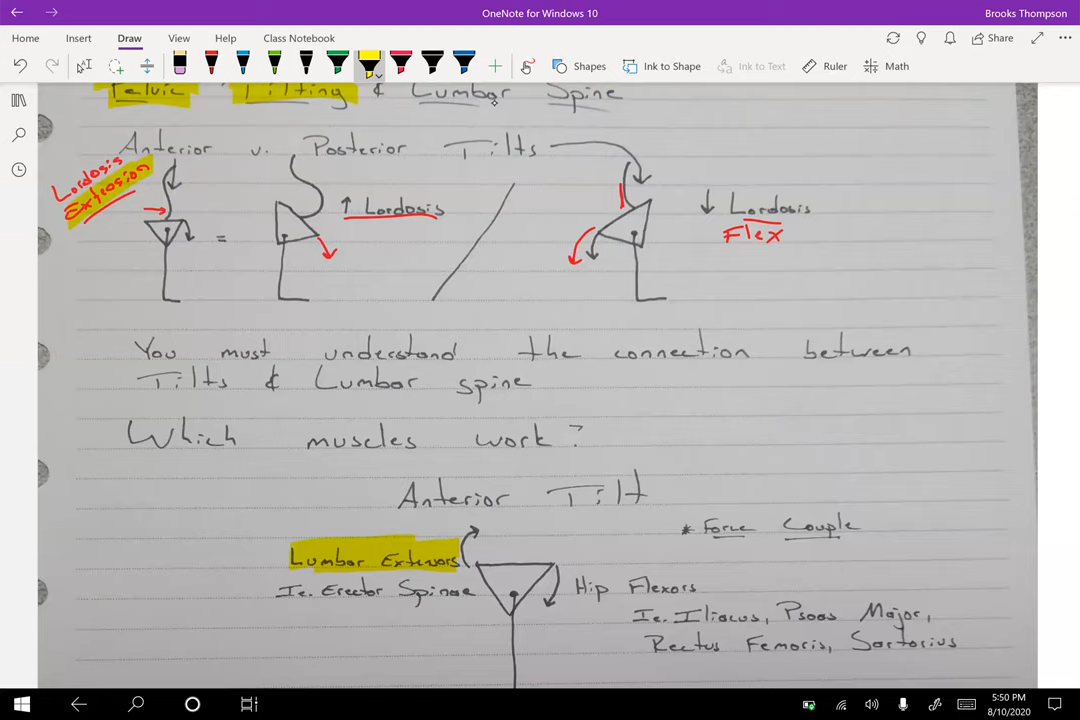 OneNote for Windows 10
Brooks Thompson
Home Insert Draw View Help Class Notebook
Share
Shapes Ink to Shape Ink to Text Ruler Math
Pelvic Tilting & Lumbar Spine
Anterior v. Posterior Tilts
Lordosis
Extension
=
↑ Lordosis
↓ Lordosis
Flex
You must understand the connection between
Tilts & Lumbar spine
Which muscles work?
Anterior Tilt
* Force Couple
Lumbar Extensors
Ie. Erector Spinae
Hip Flexors
Ie. Iliacus, Psoas Major,
Rectus Femoris, Sartorius
5:50 PM
8/10/2020